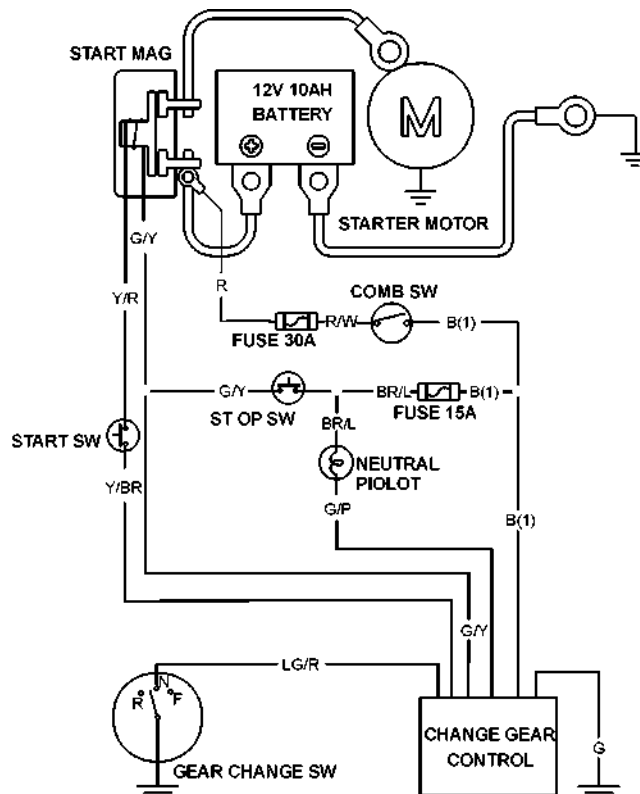 START MAG
12V 10AH
BATTERY
M
STARTER MOTOR
G/Y
Y/R
R
COMB SW
R/W
B(1)
FUSE 30A
G/Y
BR/L
B(1)
ST OP SW
FUSE 15A
START SW
BR/L
NEUTRAL
PIOLOT
Y/BR
G/P
B(1)
G/Y
LG/R
N
R
F
CHANGE GEAR
CONTROL
G
GEAR CHANGE SW